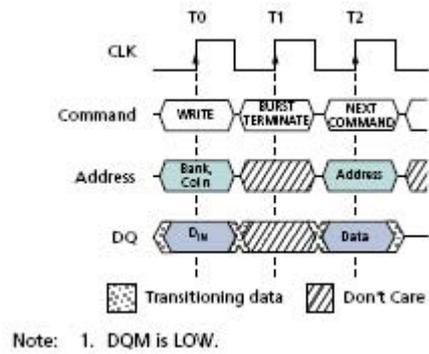 T0 T1 T2
CLK
Command WRITE BURST TERMINATE NEXT COMMAND
Address Bank, Col n Address
DQ DIN Data
Transitioning data Don't Care
Note: 1. DQM is LOW.